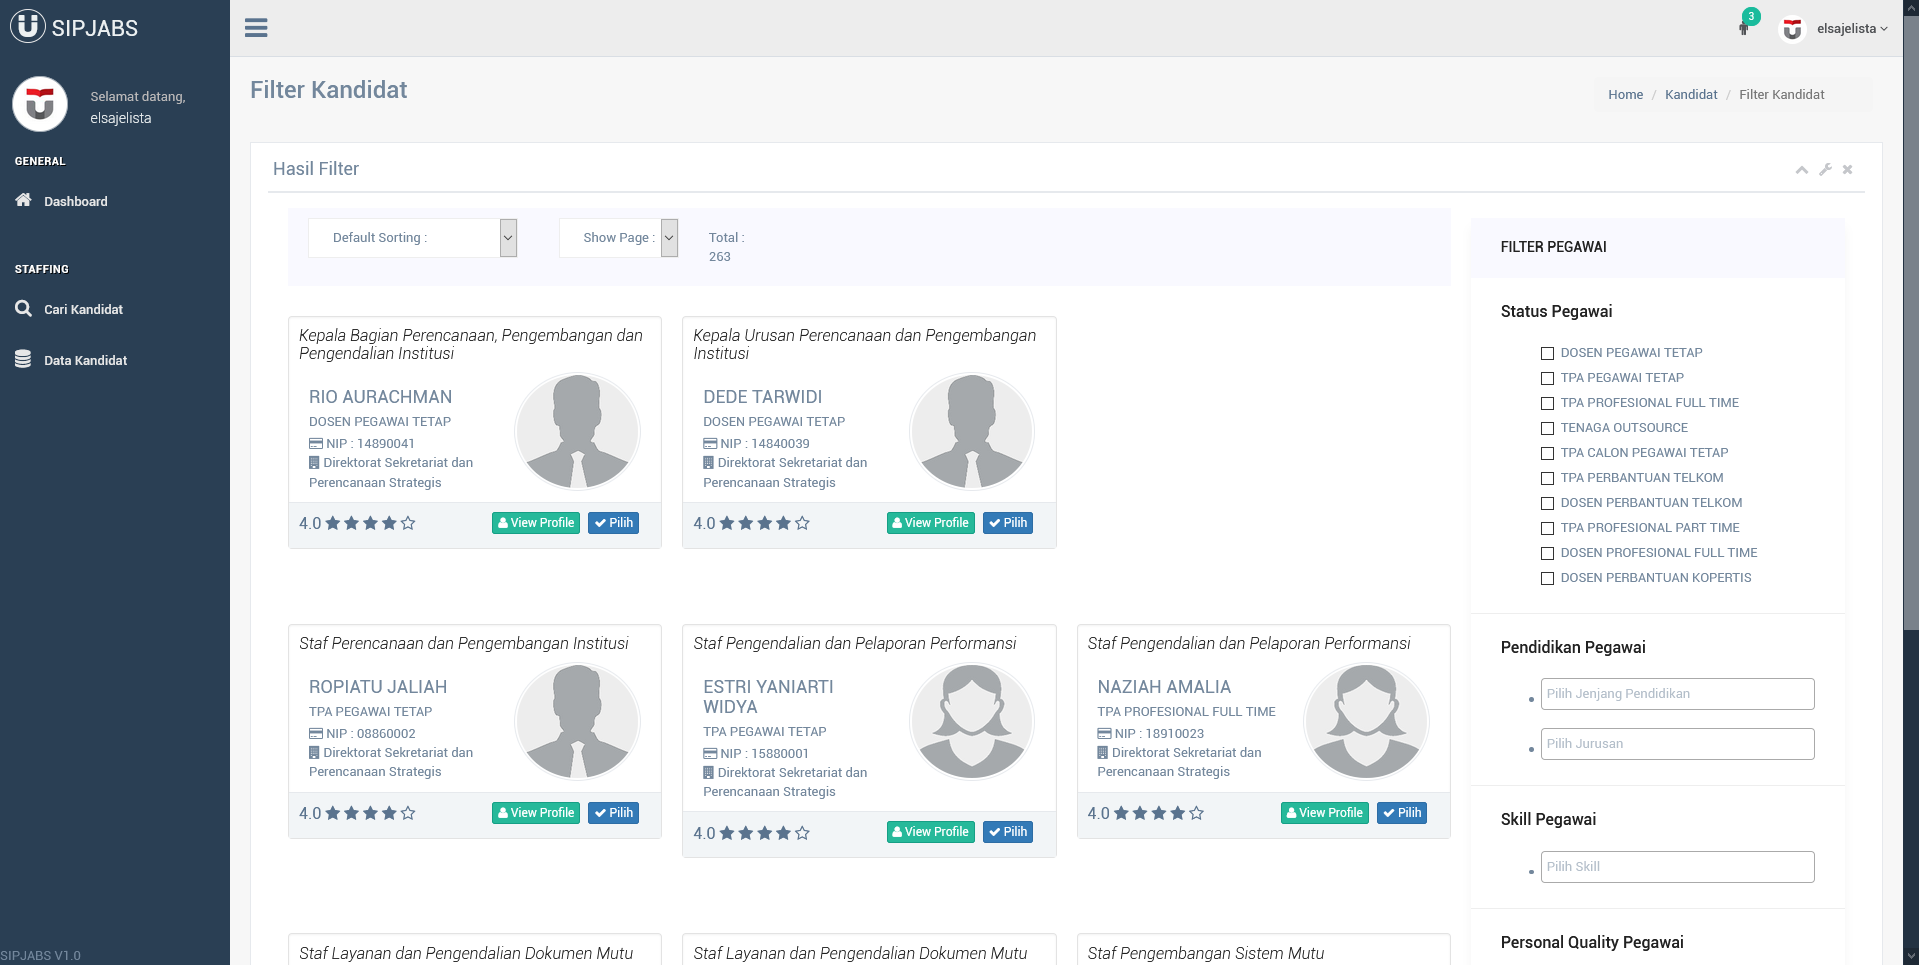 SIPJABS
3
elsajelista
Selamat datang,
elsajelista
GENERAL
Dashboard
STAFFING
Cari Kandidat
Data Kandidat
SIPJABS V1.0
Filter Kandidat
Home / Kandidat / Filter Kandidat
Hasil Filter
Default Sorting :
Show Page :
Total :
263
Kepala Bagian Perencanaan, Pengembangan dan
Pengendalian Institusi
RIO AURACHMAN
DOSEN PEGAWAI TETAP
NIP : 14890041
Direktorat Sekretariat dan
Perencanaan Strategis
4.0
View Profile
Pilih
Kepala Urusan Perencanaan dan Pengembangan
Institusi
DEDE TARWIDI
DOSEN PEGAWAI TETAP
NIP : 14840039
Direktorat Sekretariat dan
Perencanaan Strategis
4.0
View Profile
Pilih
Staf Perencanaan dan Pengembangan Institusi
ROPIATU JALIAH
TPA PEGAWAI TETAP
NIP : 08860002
Direktorat Sekretariat dan
Perencanaan Strategis
4.0
View Profile
Pilih
Staf Pengendalian dan Pelaporan Performansi
ESTRI YANIARTI
WIDYA
TPA PEGAWAI TETAP
NIP : 15880001
Direktorat Sekretariat dan
Perencanaan Strategis
4.0
View Profile
Pilih
Staf Pengendalian dan Pelaporan Performansi
NAZIAH AMALIA
TPA PROFESIONAL FULL TIME
NIP : 18910023
Direktorat Sekretariat dan
Perencanaan Strategis
4.0
View Profile
Pilih
Staf Layanan dan Pengendalian Dokumen Mutu
Staf Layanan dan Pengendalian Dokumen Mutu
Staf Pengembangan Sistem Mutu
FILTER PEGAWAI
Status Pegawai
DOSEN PEGAWAI TETAP
TPA PEGAWAI TETAP
TPA PROFESIONAL FULL TIME
TENAGA OUTSOURCE
TPA CALON PEGAWAI TETAP
TPA PERBANTUAN TELKOM
DOSEN PERBANTUAN TELKOM
TPA PROFESIONAL PART TIME
DOSEN PROFESIONAL FULL TIME
DOSEN PERBANTUAN KOPERTIS
Pendidikan Pegawai
Pilih Jenjang Pendidikan
Pilih Jurusan
Skill Pegawai
Pilih Skill
Personal Quality Pegawai